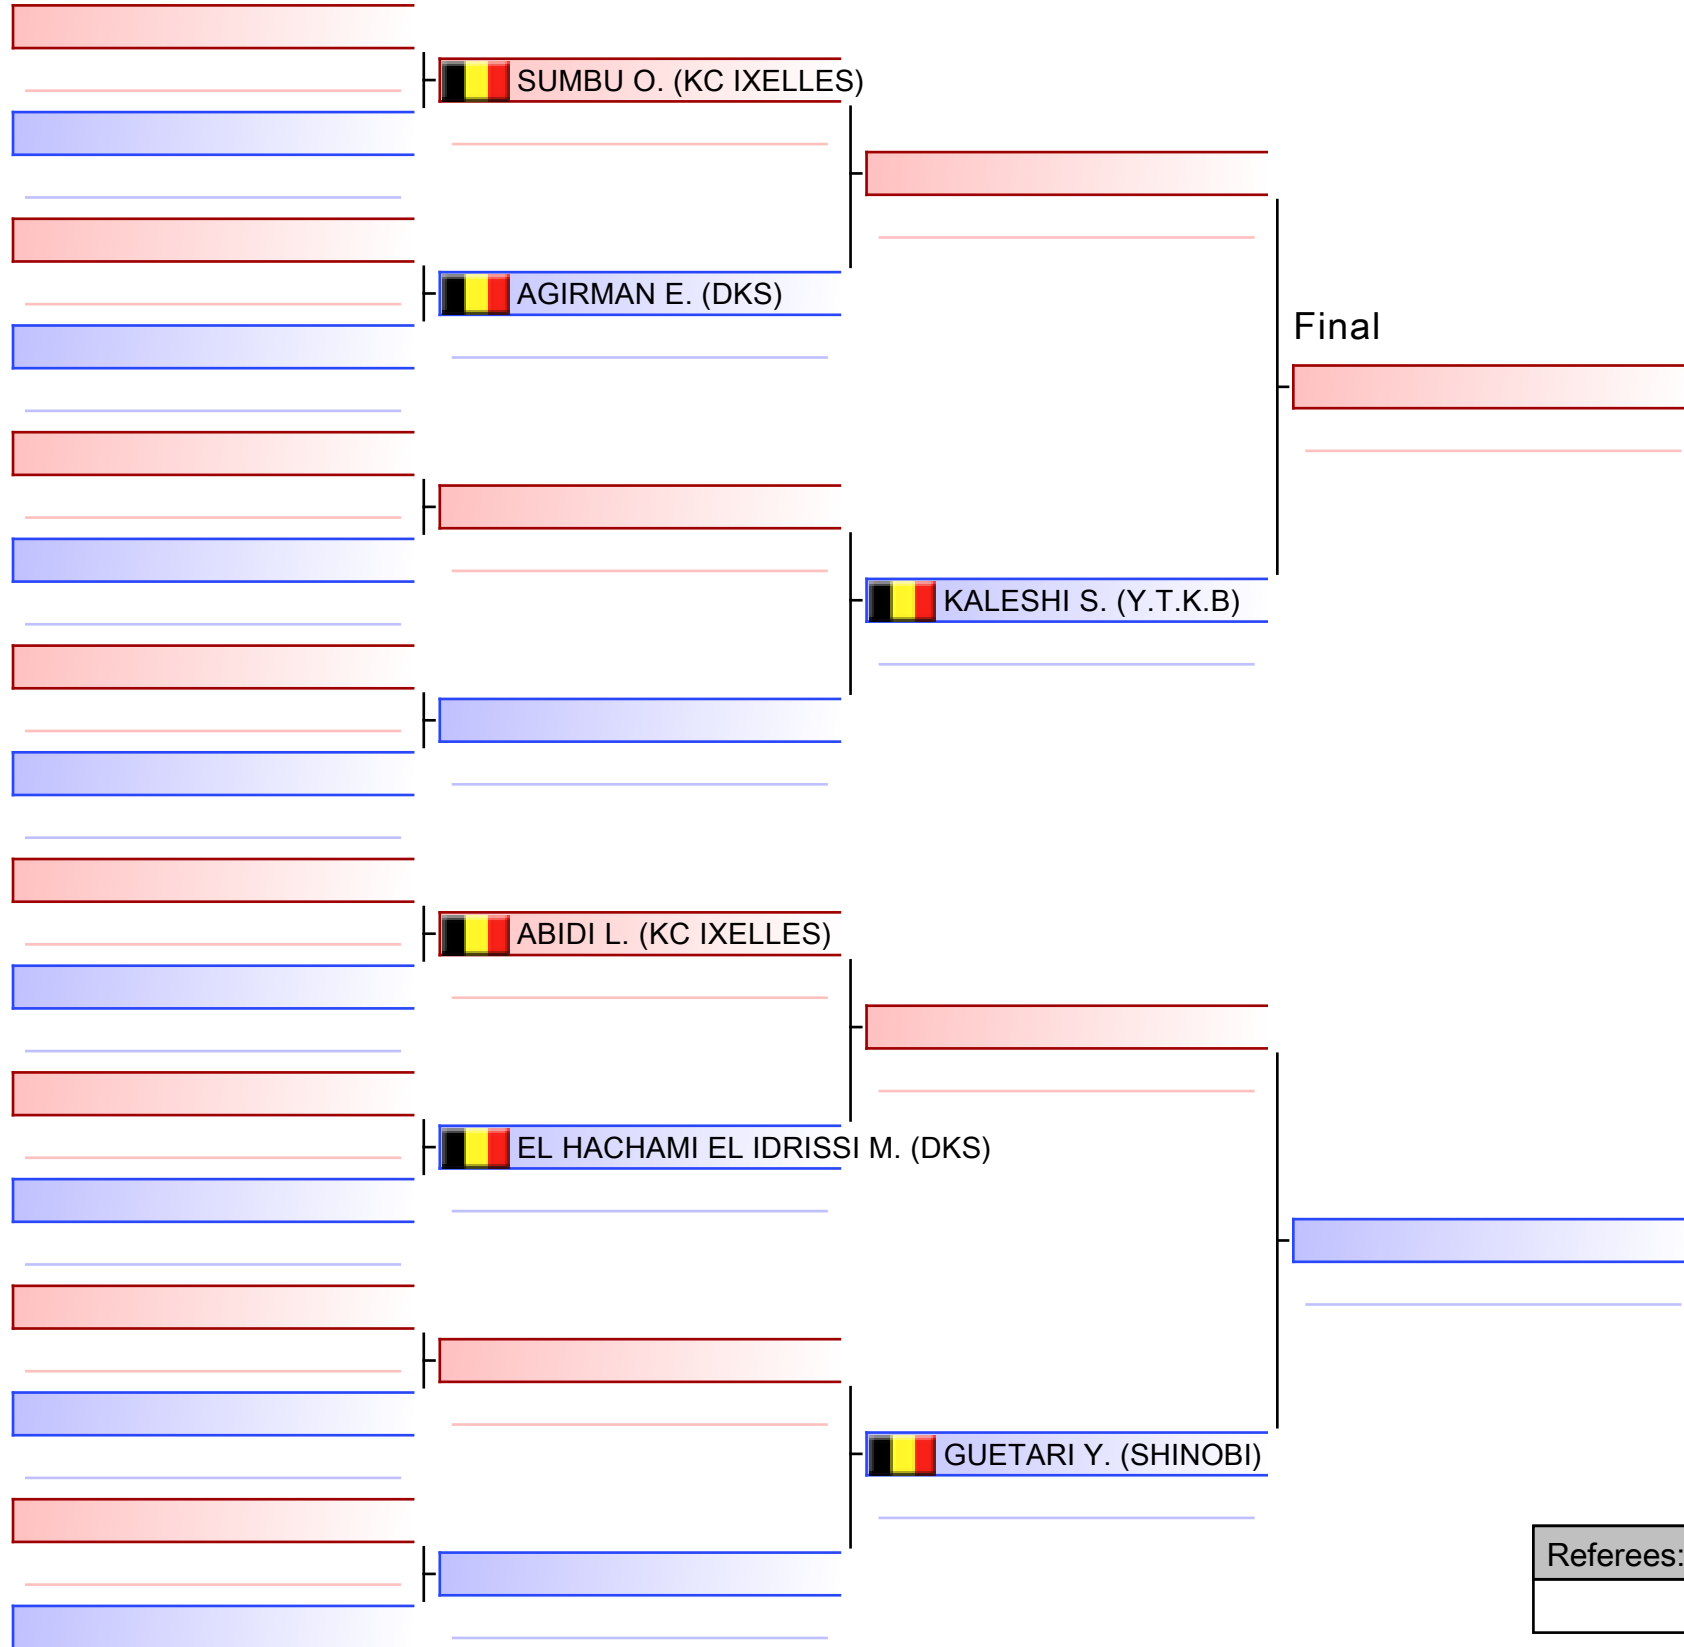 SUMBU O. (KC IXELLES)
AGIRMAN E. (DKS)
Final
KALESHI S. (Y.T.K.B)
ABIDI L. (KC IXELLES)
EL HACHAMI EL IDRISSI M. (DKS)
GUETARI Y. (SHINOBI)
Referees: